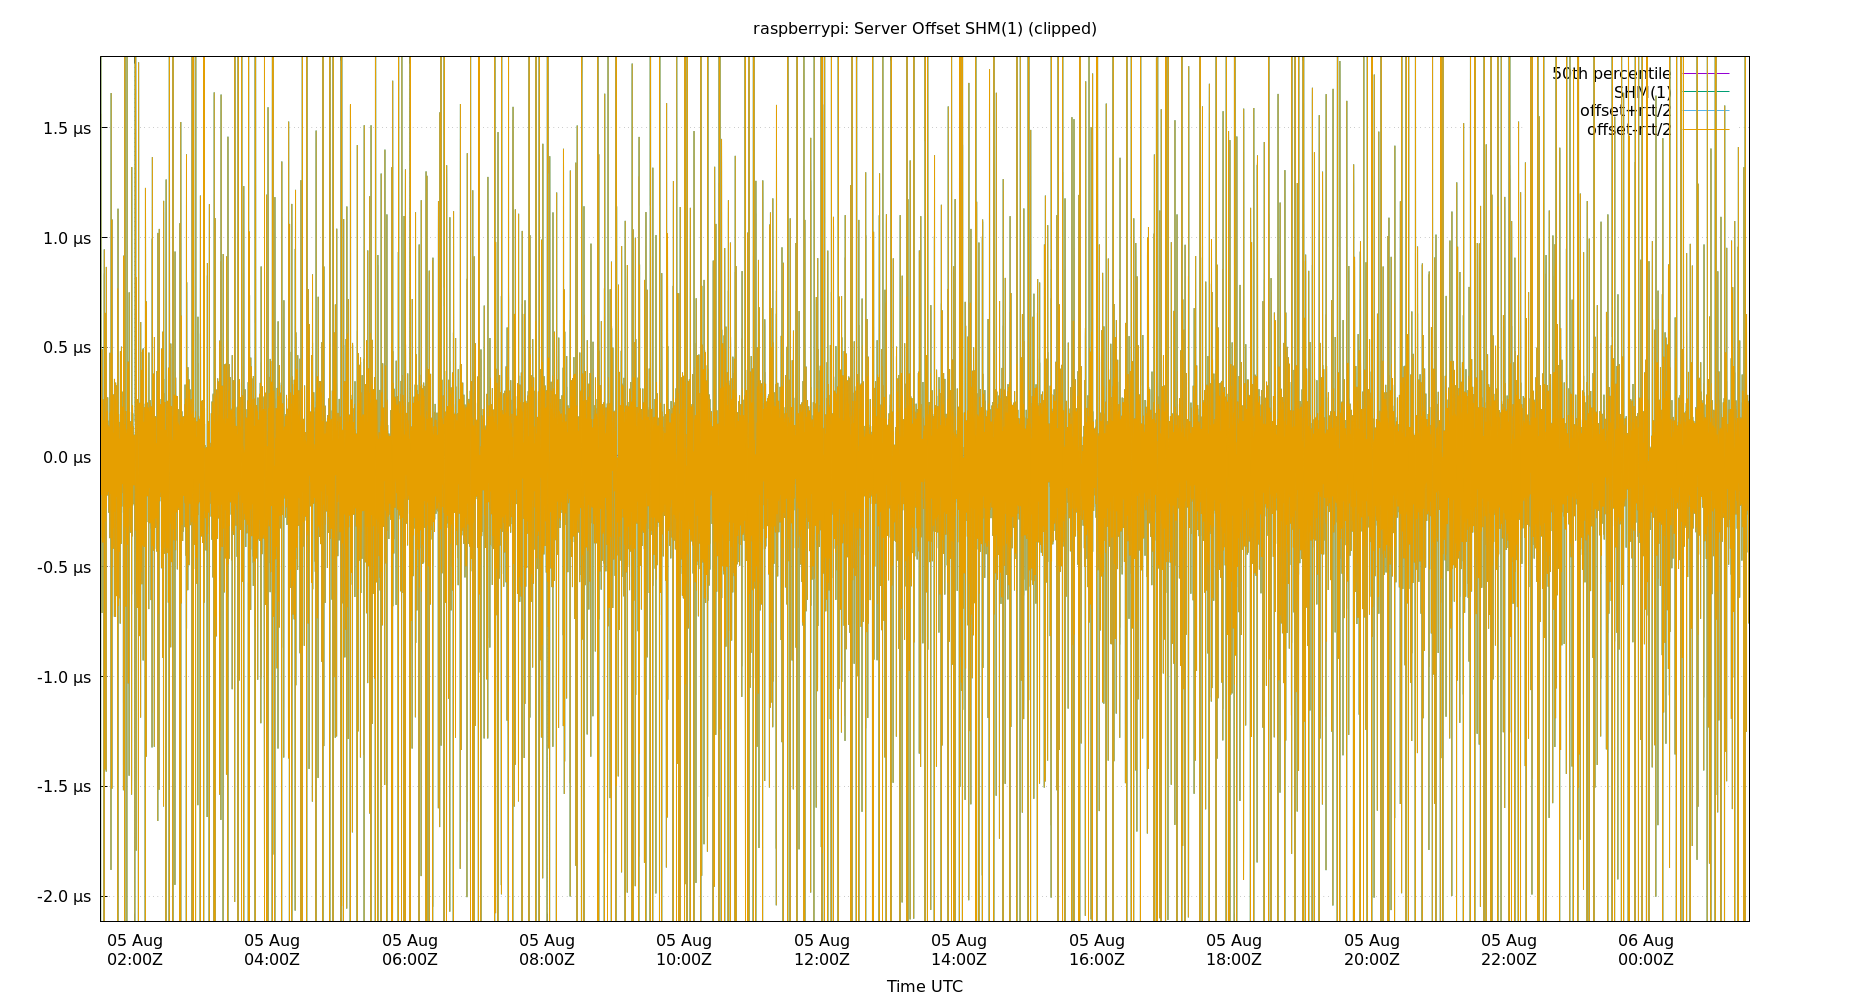 raspberrypi: Server Offset SHM(1) (clipped)
50th percentile
SHM(1)
offset+rtt/2
offset-rtt/2
1.5 µs
1.0 µs
0.5 µs
0.0 µs
-0.5 µs
-1.0 µs
-1.5 µs
-2.0 µs
05 Aug 05 Aug 05 Aug 05 Aug 05 Aug 05 Aug 05 Aug 05 Aug 05 Aug 05 Aug 05 Aug 06 Aug
02:00Z 04:00Z 06:00Z 08:00Z 10:00Z 12:00Z 14:00Z 16:00Z 18:00Z 20:00Z 22:00Z 00:00Z
Time UTC